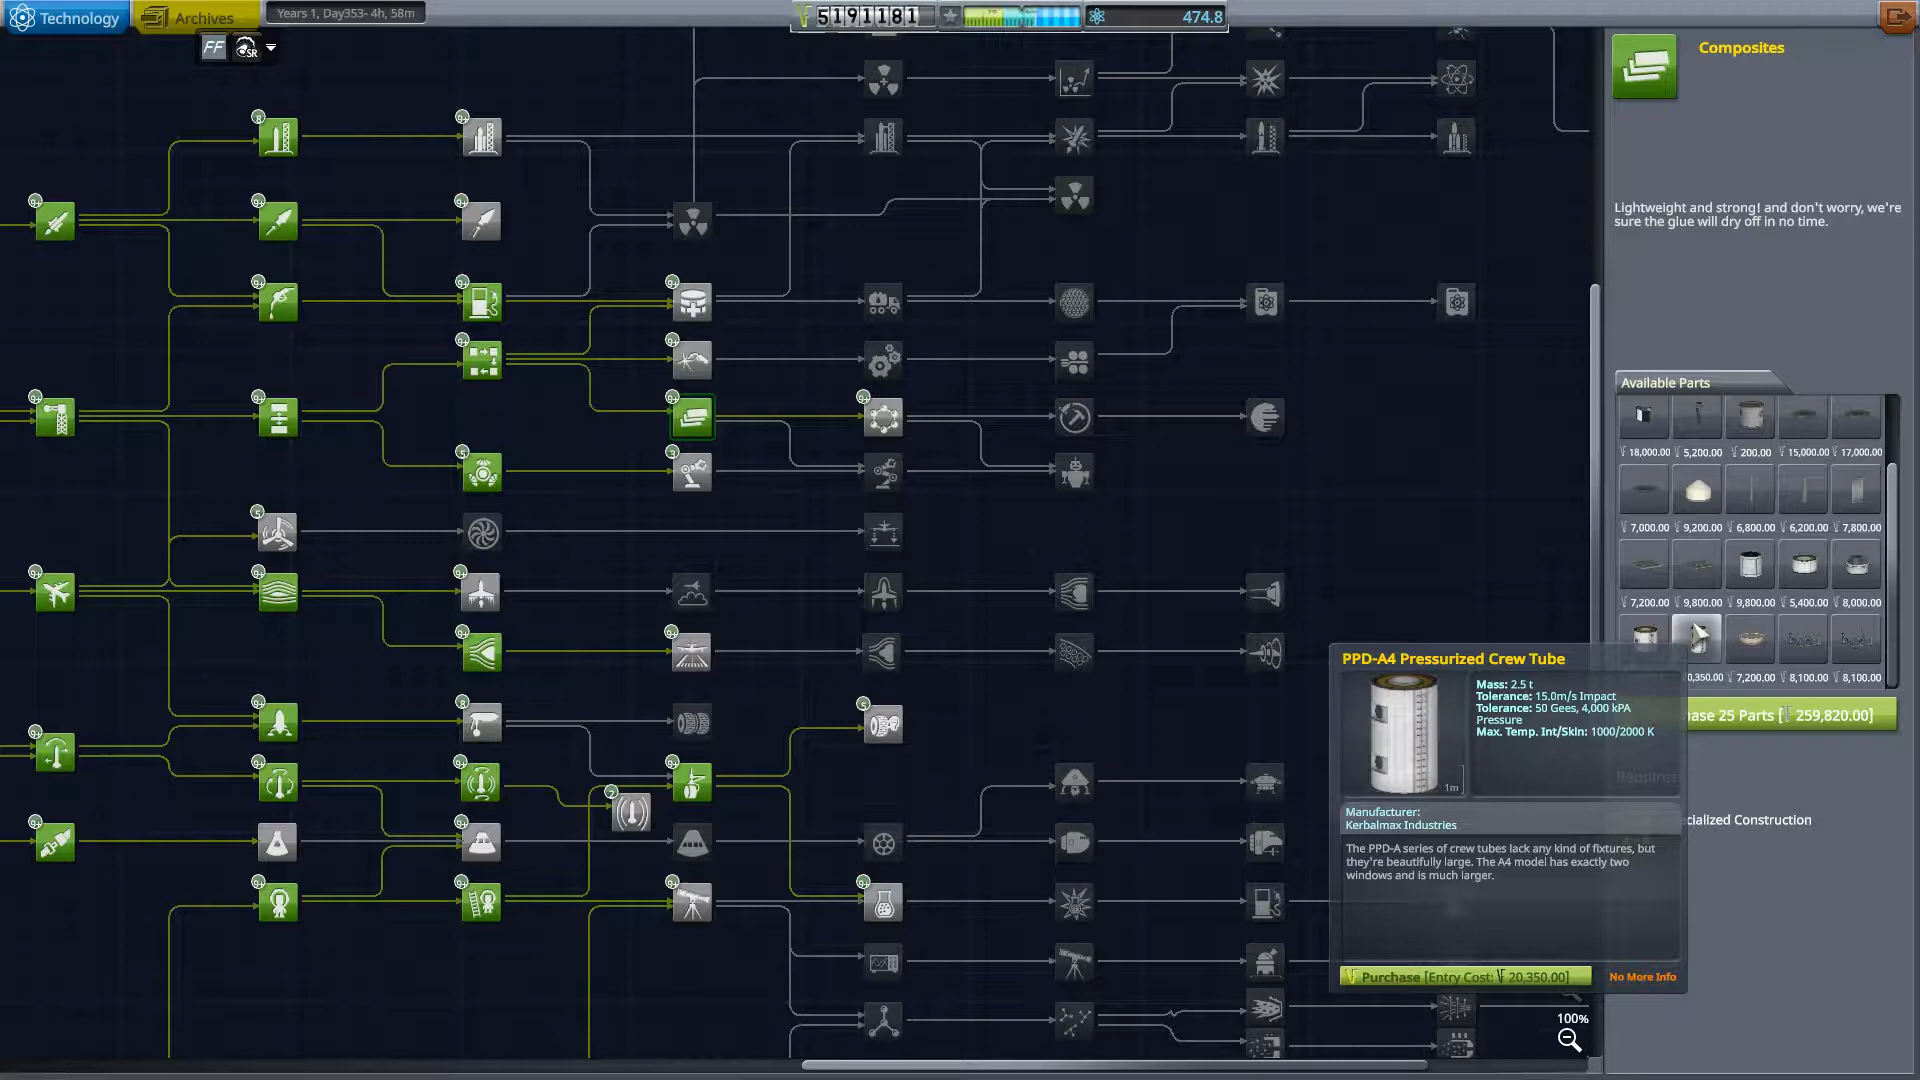 Technology
Archives
Years 1, Day353- 4h, 58m
5191181
474.8
FF
SR
Composites
Lightweight and strong! and don't worry, we're
sure the glue will dry off in no time.
Available Parts
18,000.00 5,200.00 200,00 15,000.00 17,000.00
7,000.00 9,200.00 6,800.00 6,200.00 7,800.00
7,200.00 9,800.00 9,800.00 5,400.00 8,000.00
0,350.00 7,200.00 8,100.00 8,100.00
ase 25 Parts [ 259,820.00]
Requires
cialized Construction
PPD-A4 Pressurized Crew Tube
Mass: 2.5 t
Tolerance: 15.0m/s Impact
Tolerance: 50 Gees, 4,000 kPA
Pressure
Max. Temp. Int/Skin: 1000/2000 K
1m
Manufacturer:
Kerbalmax Industries
The PPD-A series of crew tubes lack any kind of fixtures, but
they're beautifully large. The A4 model has exactly two
windows and is much larger.
Purchase [Entry Cost: 20,350.00]
No More Info
100%